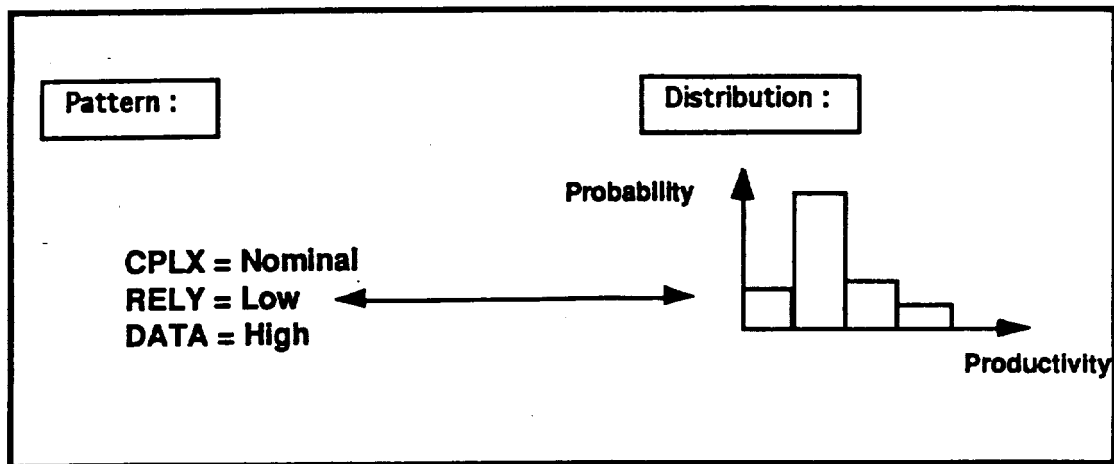 Pattern :
Distribution :
Probability
CPLX = Nominal
RELY = Low
DATA = High
Productivity